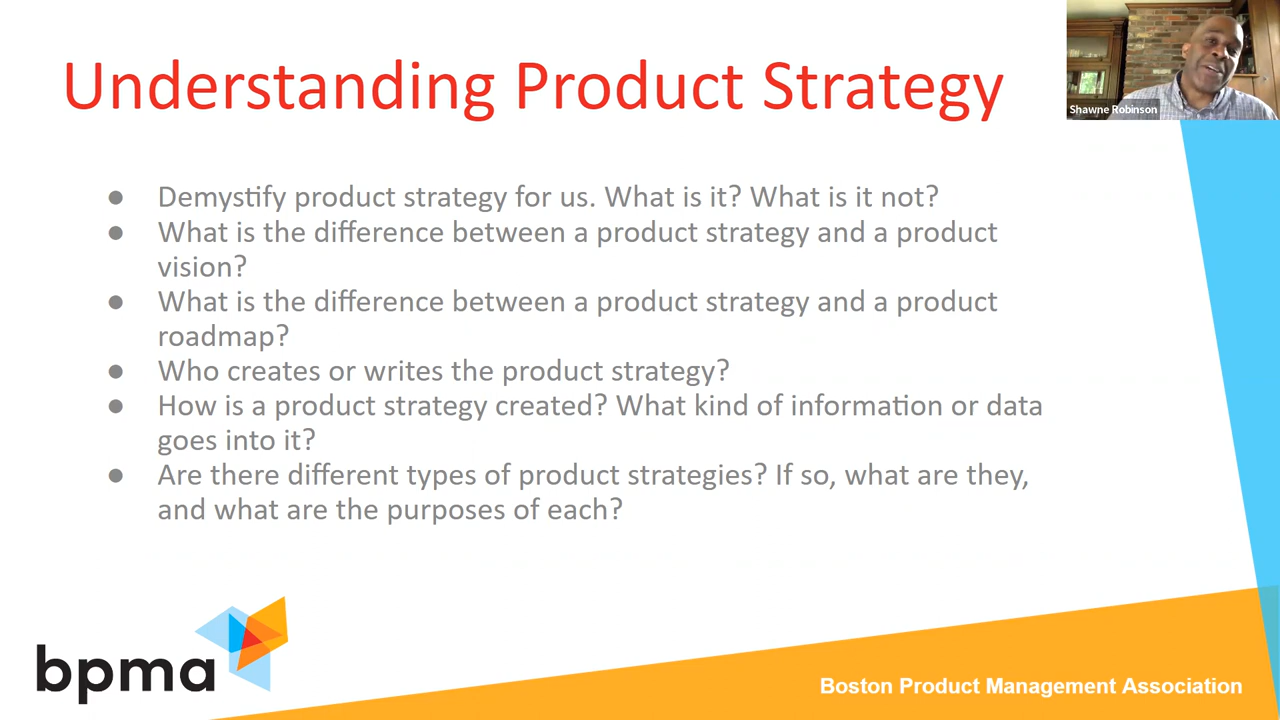 Understanding Product Strategy
Shawne Robinson
● Demystify product strategy for us. What is it? What is it not?
● What is the difference between a product strategy and a product
vision?
● What is the difference between a product strategy and a product
roadmap?
● Who creates or writes the product strategy?
● How is a product strategy created? What kind of information or data
goes into it?
● Are there different types of product strategies? If so, what are they,
and what are the purposes of each?
bpma
Boston Product Management Association